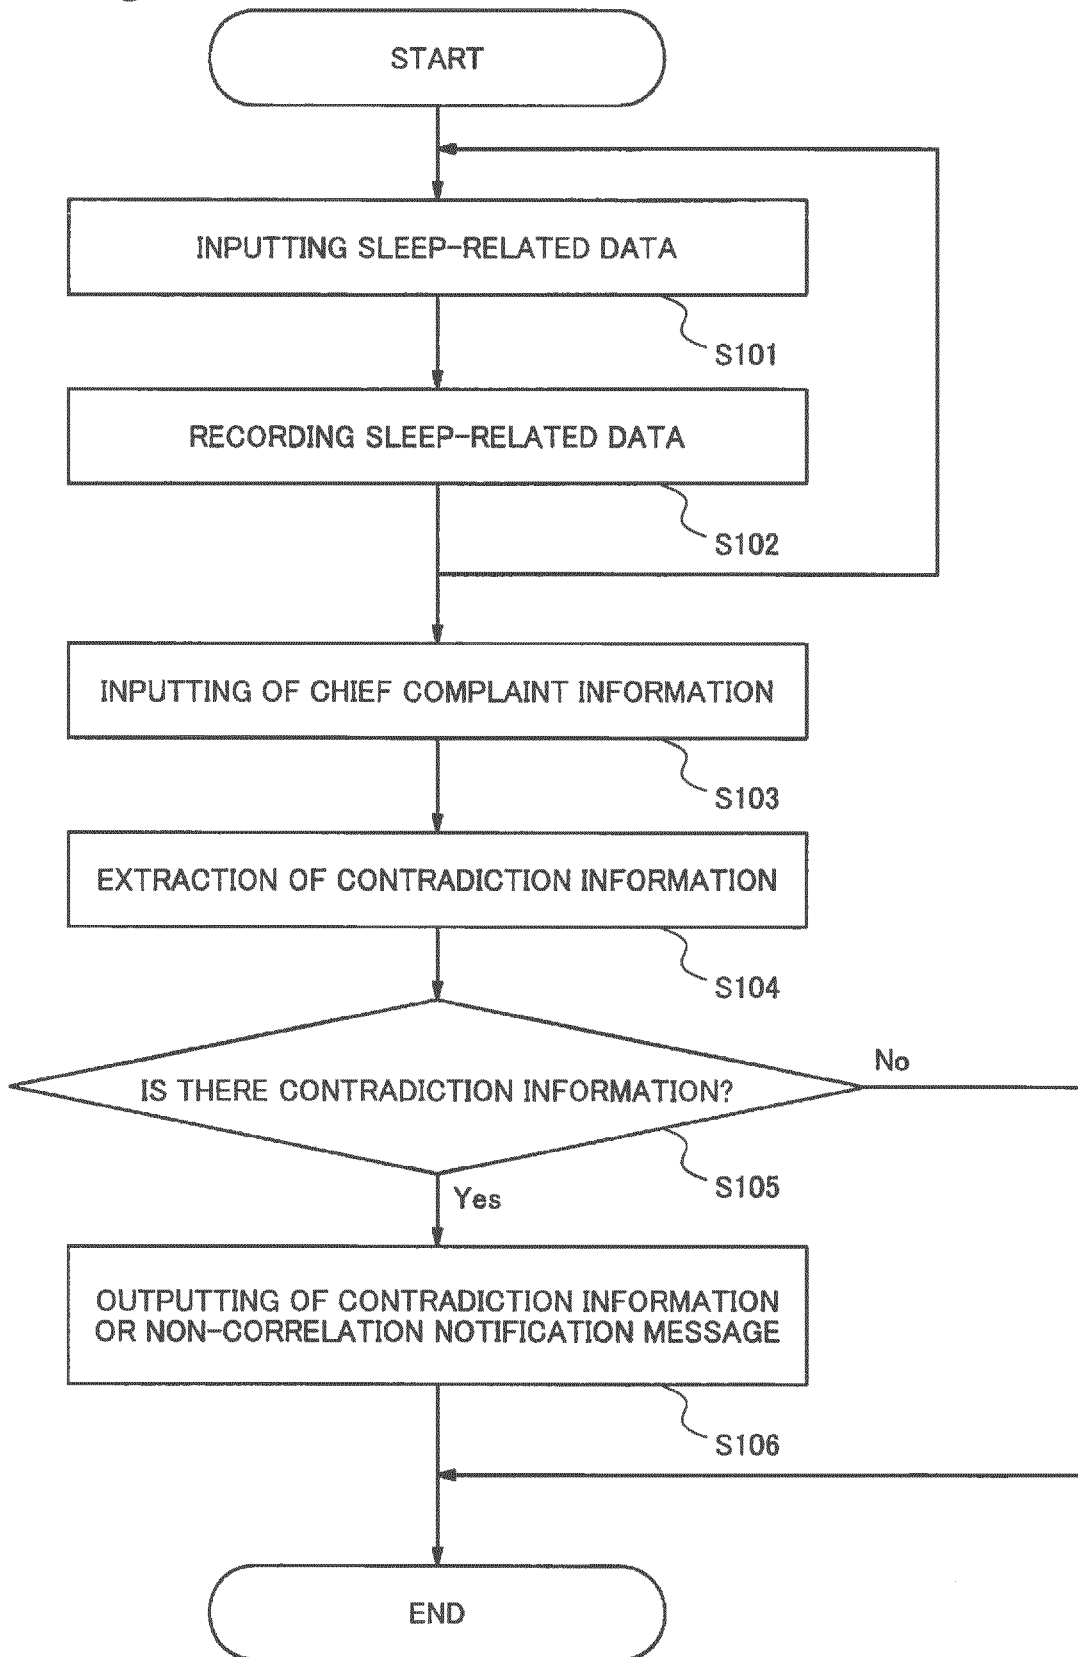 START
INPUTTING SLEEP-RELATED DATA
S101
RECORDING SLEEP-RELATED DATA
S102
INPUTTING OF CHIEF COMPLAINT INFORMATION
S103
EXTRACTION OF CONTRADICTION INFORMATION
S104
No
IS THERE CONTRADICTION INFORMATION?
S105
Yes
OUTPUTTING OF CONTRADICTION INFORMATION
OR NON-CORRELATION NOTIFICATION MESSAGE
S106
END